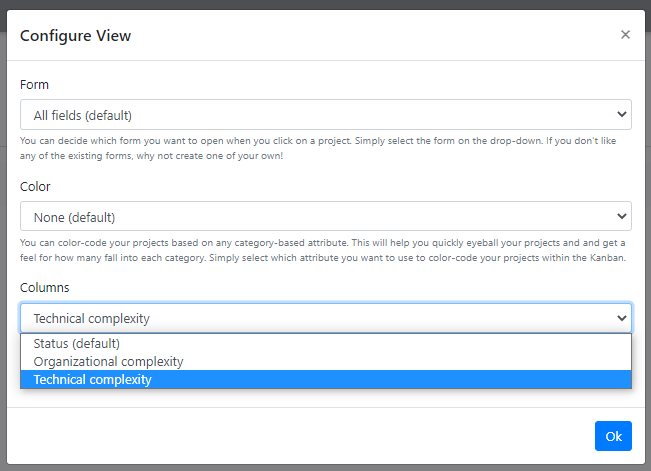 Configure View
×
Form
All fields (default)
You can decide which form you want to open when you click on a project. Simply select the form on the drop-down. If you don't like
any of the existing forms, why not create one of your own!
Color
None (default)
You can color-code your projects based on any category-based attribute. This will help you quickly eyeball your projects and and get a
feel for how many fall into each category. Simply select which attribute you want to use to color-code your projects within the Kanban.
Columns
Technical complexity
Status (default)
Organizational complexity
Technical complexity
Ok